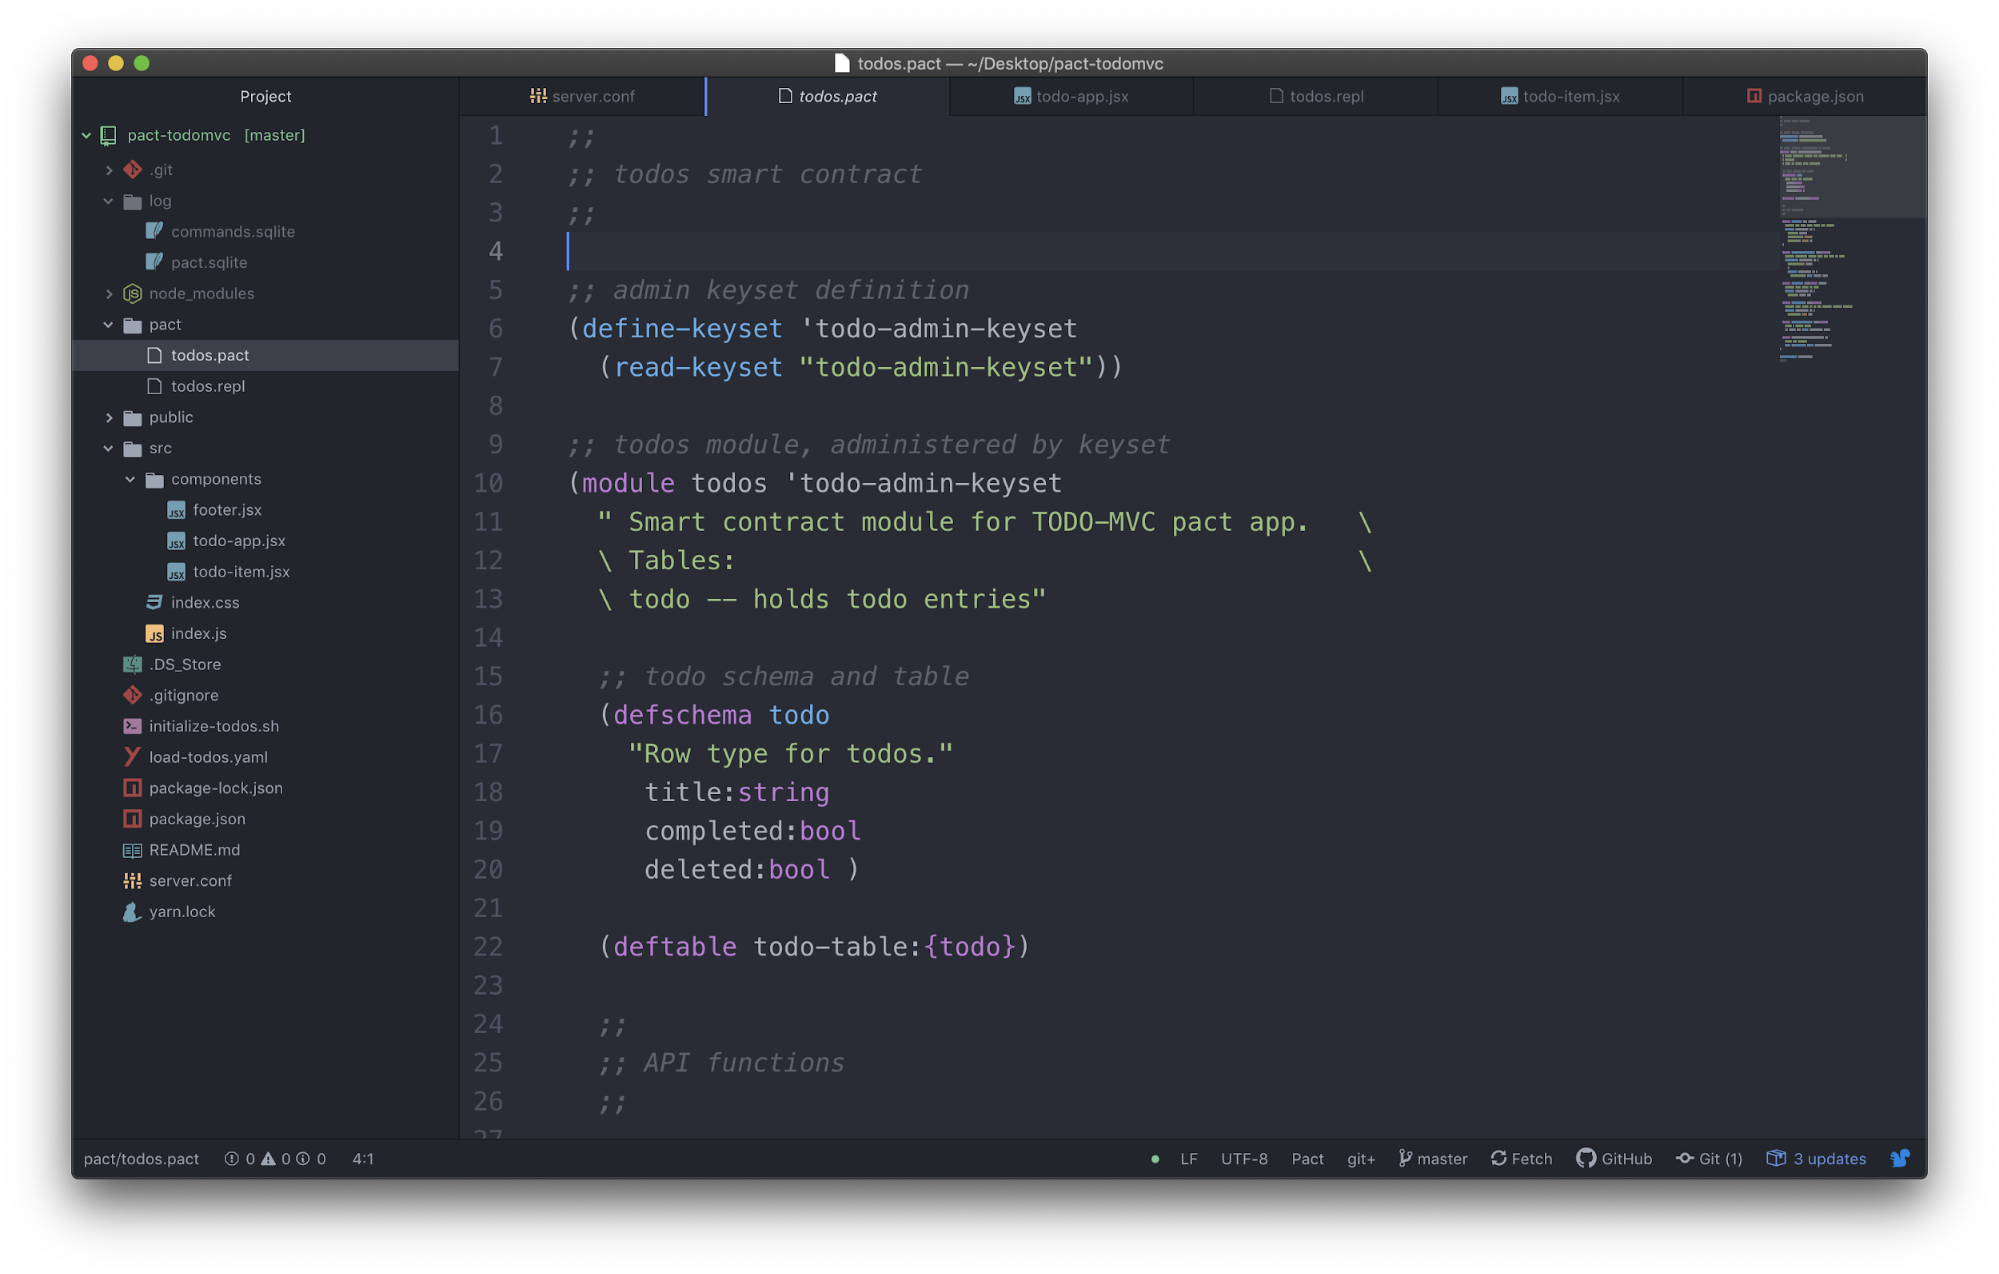 todos.pact — ~/Desktop/pact-todomvc
Project
server.conf
todos.pact
todo-app.jsx
todos.repl
todo-item.jsx
package.json
pact-todomvc [master]
.git
log
commands.sqlite
pact.sqlite
node_modules
pact
todos.pact
todos.repl
public
src
components
footer.jsx
todo-app.jsx
todo-item.jsx
index.css
index.js
.DS_Store
.gitignore
initialize-todos.sh
load-todos.yaml
package-lock.json
package.json
README.md
server.conf
yarn.lock
1 ;;
2 ;; todos smart contract
3 ;;
4
5 ;; admin keyset definition
6 (define-keyset 'todo-admin-keyset
7 (read-keyset "todo-admin-keyset"))
8
9 ;; todos module, administered by keyset
10 (module todos 'todo-admin-keyset
11 " Smart contract module for TODO-MVC pact app. \
12 \ Tables: \
13 \ todo -- holds todo entries"
14
15 ;; todo schema and table
16 (defschema todo
17 "Row type for todos."
18 title:string
19 completed:bool
20 deleted:bool )
21
22 (deftable todo-table:{todo})
23
24 ;;
25 ;; API functions
26 ;;
27
pact/todos.pact 0 0 0 4:1
LF UTF-8 Pact git+ master Fetch GitHub Git (1) 3 updates